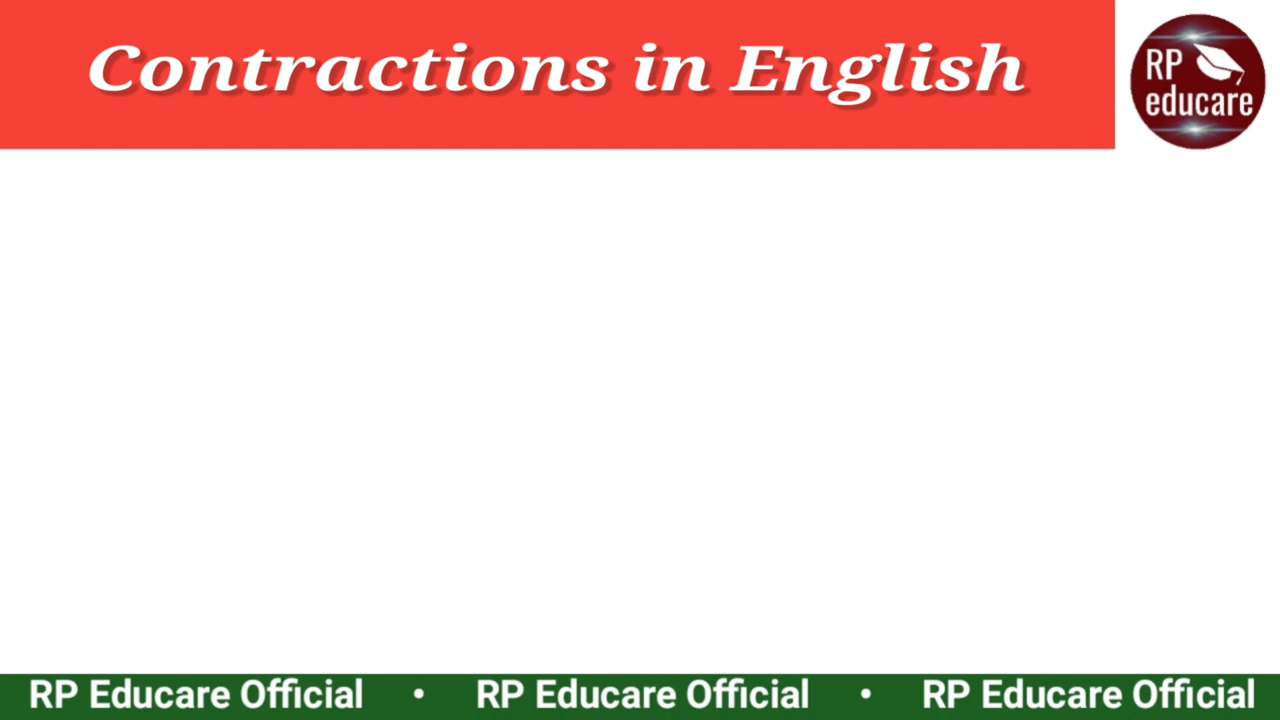 Contractions in English
RP
educare
RP Educare Official • RP Educare Official • RP Educare Official